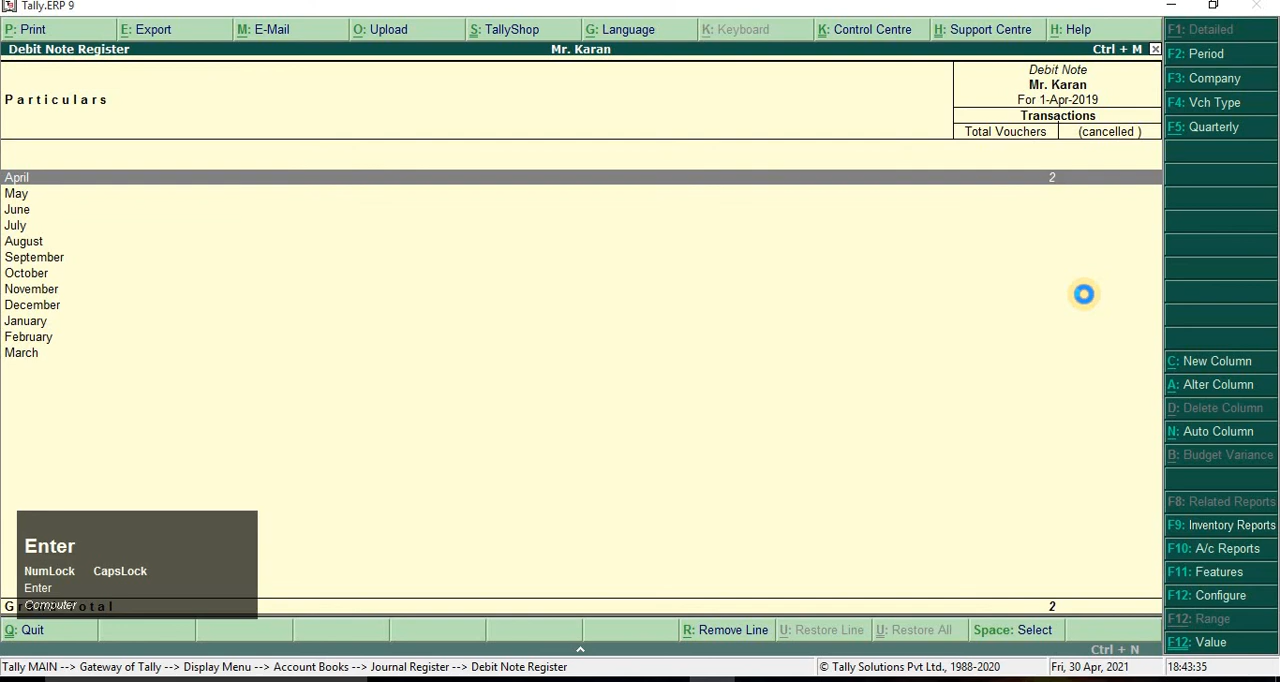 Tally.ERP 9
P: Print E: Export M: E-Mail O: Upload S: TallyShop G: Language K: Keyboard K: Control Centre H: Support Centre H: Help
Debit Note Register Mr. Karan Ctrl + M
Particulars
Debit Note
Mr. Karan
For 1-Apr-2019
Transactions
Total Vouchers (cancelled )
April 2
May
June
July
August
September
October
November
December
January
February
March
Enter
NumLock CapsLock
Enter
Computer
Grand Total 2
F1: Detailed
F2: Period
F3: Company
F4: Vch Type
F5: Quarterly
C: New Column
A: Alter Column
D: Delete Column
N: Auto Column
B: Budget Variance
F8: Related Reports
F9: Inventory Reports
F10: A/c Reports
F11: Features
F12: Configure
F12: Range
F12: Value
Q: Quit R: Remove Line U: Restore Line U: Restore All Space: Select
Ctrl + N
Tally MAIN --> Gateway of Tally --> Display Menu --> Account Books --> Journal Register --> Debit Note Register © Tally Solutions Pvt Ltd., 1988-2020 Fri, 30 Apr, 2021 18:43:35